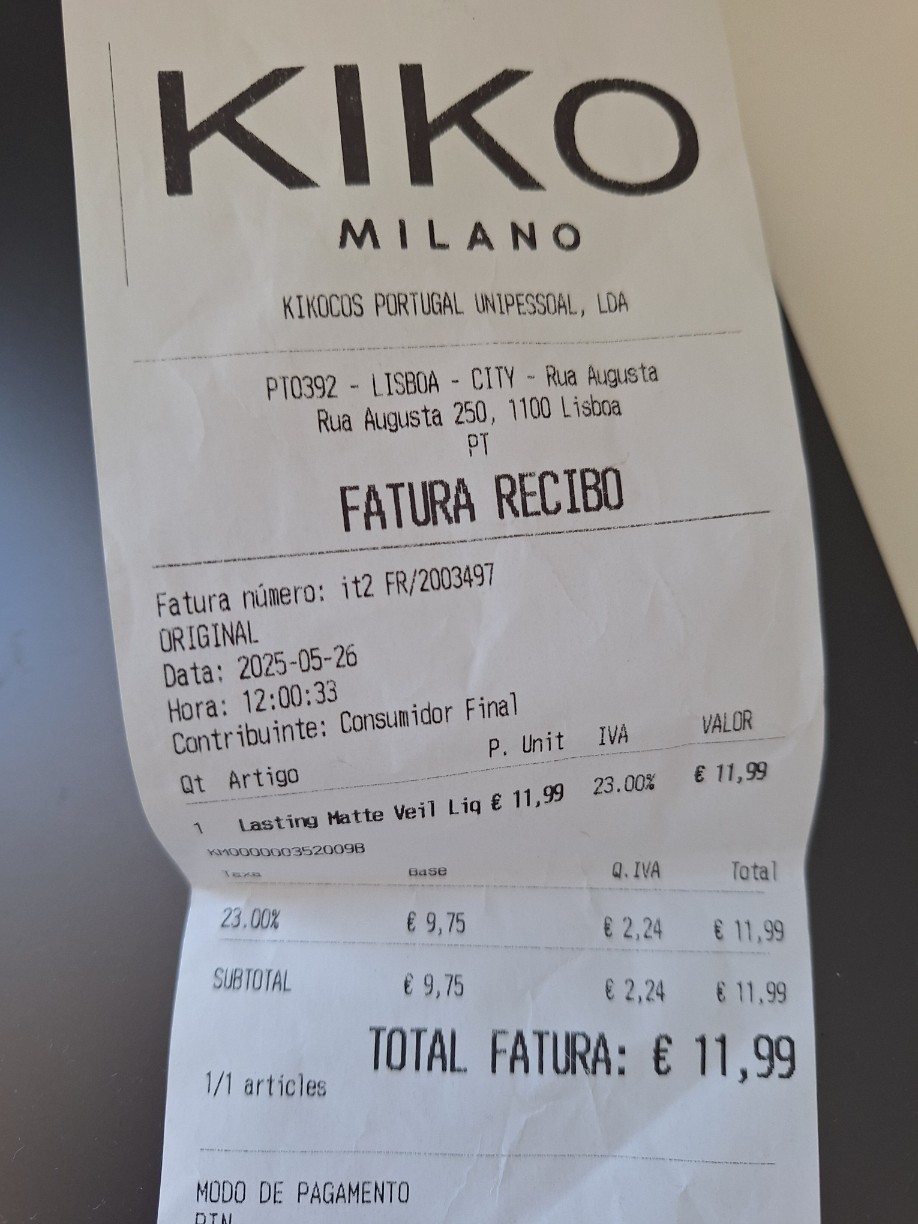 KIKO
MILANO
KIKOCOS PORTUGAL UNIPESSOAL, LDA
PT0392 - LISBOA - CITY - Rua Augusta
Rua Augusta 250, 1100 Lisboa
PT
FATURA RECIBO
Fatura número: it2 FR/2003497
ORIGINAL
Data: 2025-05-26
Hora: 12:00:33
Contribuinte: Consumidor Final
Qt Artigo P. Unit IVA VALOR
1 Lasting Matte Veil Liq € 11,99 23.00% € 11,99
KM0000000352009B
Taxa Base Q.IVA Total
23.00% € 9,75 € 2,24 € 11,99
SUBTOTAL € 9,75 € 2,24 € 11,99
TOTAL FATURA: € 11,99
1/1 articles
MODO DE PAGAMENTO